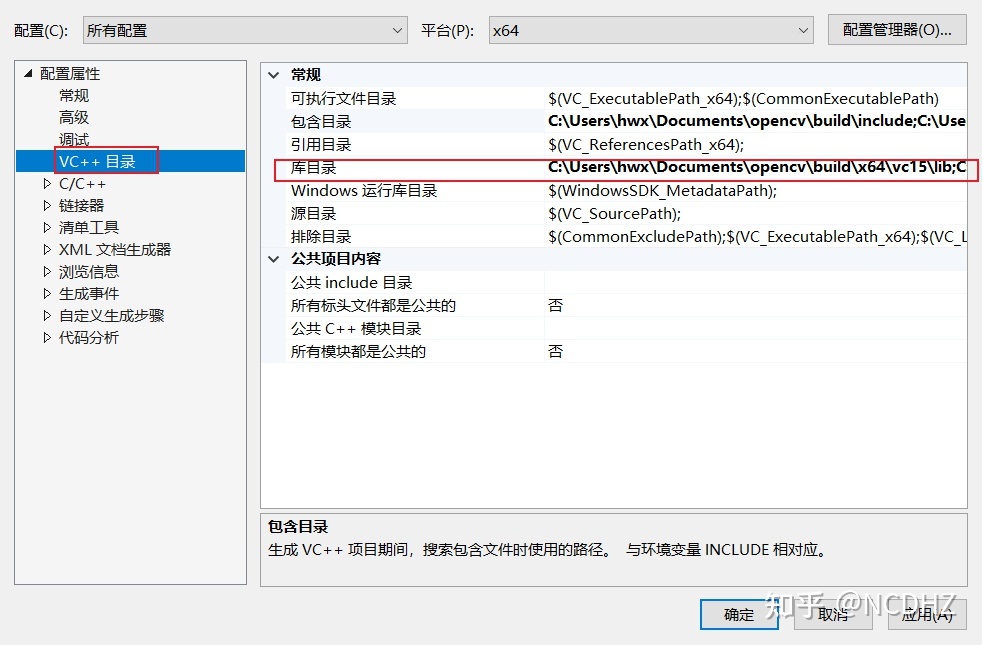 配置(C): 所有配置 平台(P): x64 配置管理器(O)...
配置属性
常规
高级
调试
VC++ 目录
C/C++
链接器
清单工具
XML 文档生成器
浏览信息
生成事件
自定义生成步骤
代码分析
常规
可执行文件目录 $(VC_ExecutablePath_x64);$(CommonExecutablePath)
包含目录 C:\Users\hwx\Documents\opencv\build\include;C:\Use
引用目录 $(VC_ReferencesPath_x64);
库目录 C:\Users\hwx\Documents\opencv\build\x64\vc15\lib;C
Windows 运行库目录 $(WindowsSDK_MetadataPath);
源目录 $(VC_SourcePath);
排除目录 $(CommonExcludePath);$(VC_ExecutablePath_x64);$(VC_L
公共项目内容
公共 include 目录
所有标头文件都是公共的 否
公共 C++ 模块目录
所有模块都是公共的 否
包含目录
生成 VC++ 项目期间，搜索包含文件时使用的路径。 与环境变量 INCLUDE 相对应。
确定 取消 应用(A)
知乎 @NCDHZ